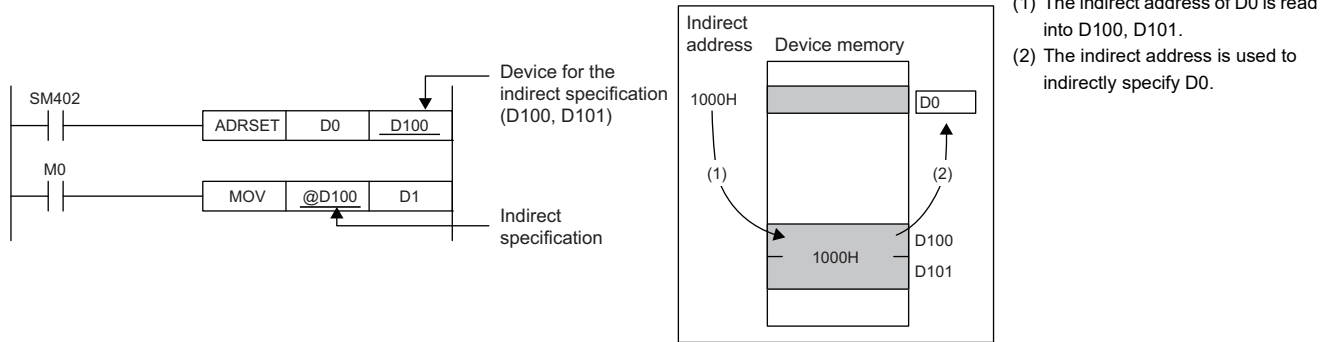 SM402
ADRSET D0 D100
M0
MOV @D100 D1
Device for the
indirect specification
(D100, D101)
Indirect
specification
Indirect
address
Device memory
1000H
D0
(1)
(2)
1000H
D100
D101
(1) The indirect address of D0 is read
into D100, D101.
(2) The indirect address is used to
indirectly specify D0.